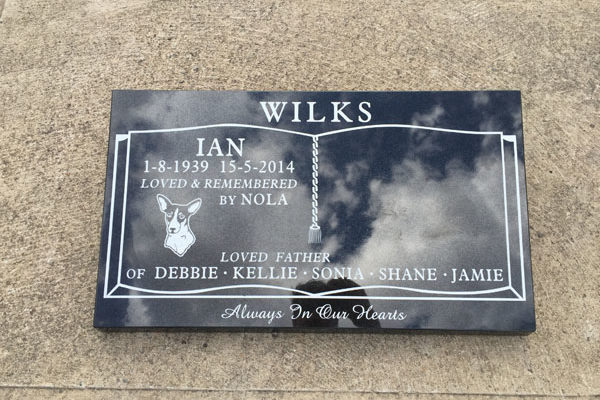 WILKS
IAN
1-8-1939 15-5-2014
LOVED & REMEMBERED
BY NOLA
LOVED FATHER
OF DEBBIE · KELLIE · SONIA · SHANE · JAMIE
Always In Our Hearts